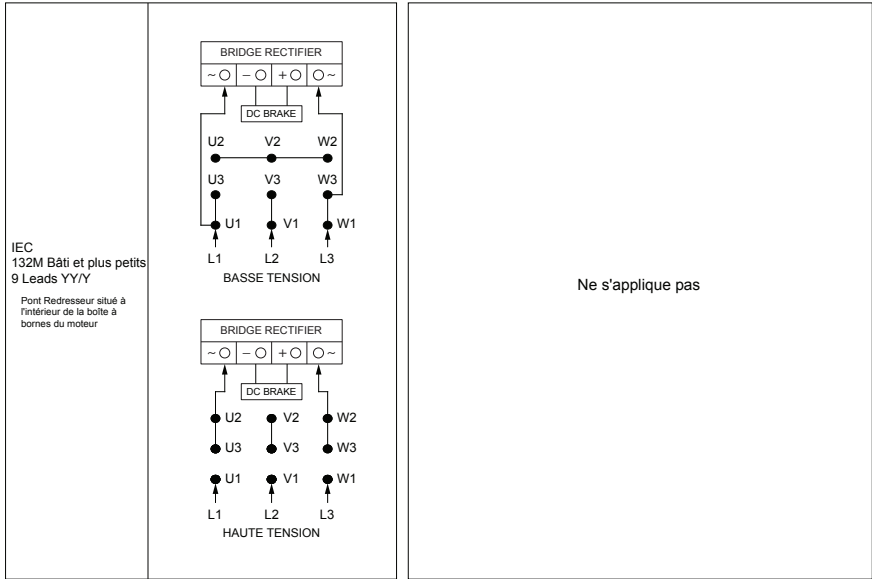 IEC
132M Bâti et plus petits
9 Leads YY/Y
Pont Redresseur situé à
l'intérieur de la boîte à
bornes du moteur
BRIDGE RECTIFIER
~ − + ~
DC BRAKE
U2 V2 W2
U3 V3 W3
U1 V1 W1
L1 L2 L3
BASSE TENSION
BRIDGE RECTIFIER
~ − + ~
DC BRAKE
U2 V2 W2
U3 V3 W3
U1 V1 W1
L1 L2 L3
HAUTE TENSION
Ne s'applique pas